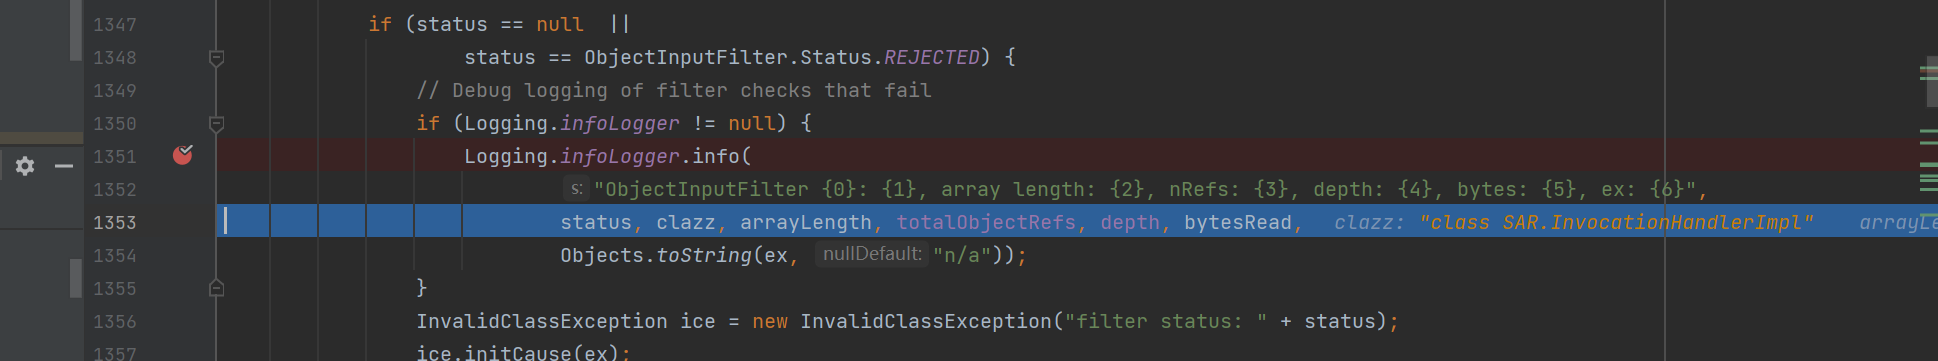 1347 if (status == null ||
1348 status == ObjectInputFilter.Status.REJECTED) {
1349 // Debug logging of filter checks that fail
1350 if (Logging.infoLogger != null) {
1351 Logging.infoLogger.info(
1352 s: "ObjectInputFilter {0}: {1}, array length: {2}, nRefs: {3}, depth: {4}, bytes: {5}, ex: {6}",
1353 status, clazz, arrayLength, totalObjectRefs, depth, bytesRead, clazz: "class SAR.InvocationHandlerImpl" arrayLe
1354 Objects.toString(ex, nullDefault: "n/a"));
1355 }
1356 InvalidClassException ice = new InvalidClassException("filter status: " + status);
1357 ice.initCause(ex);